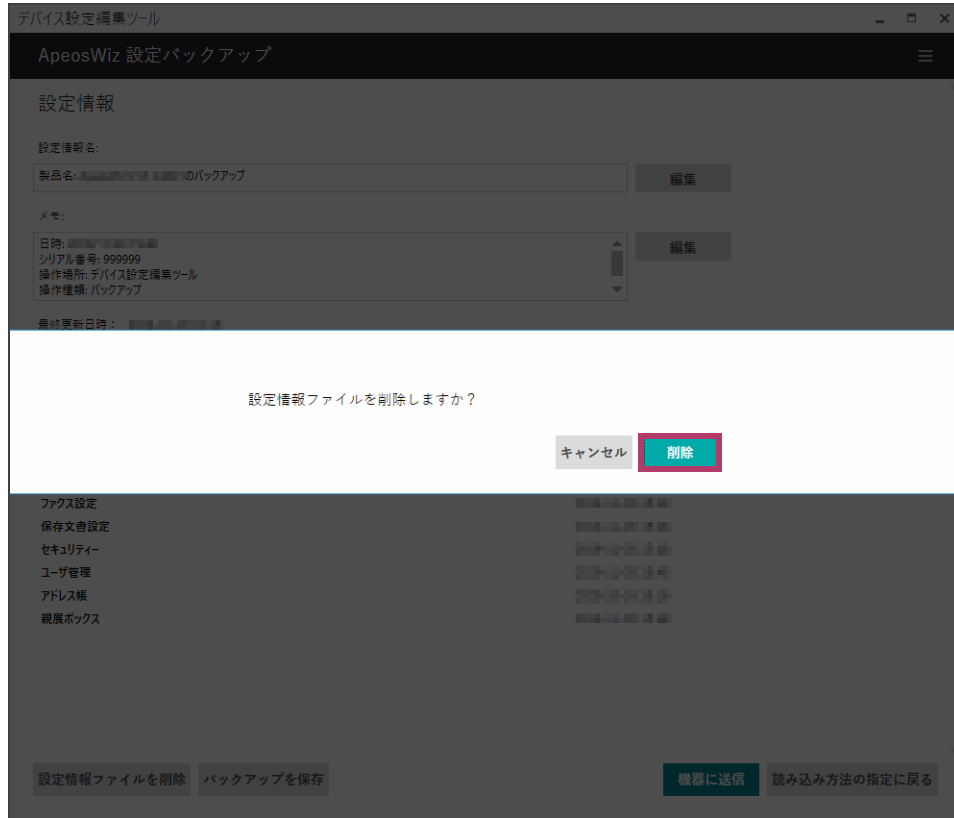 デバイス設定編集ツール
ApeosWiz 設定バックアップ
設定情報
設定情報名:
製品名: のバックアップ
編集
メモ:
日時:
シリアル番号: 999999
操作場所: デバイス設定編集ツール
操作種類: バックアップ
編集
最終更新日時：
設定情報ファイルを削除しますか？
キャンセル
削除
ファクス設定
保存文書設定
セキュリティー
ユーザ管理
アドレス帳
親展ボックス
設定情報ファイルを削除
バックアップを保存
機器に送信
読み込み方法の指定に戻る